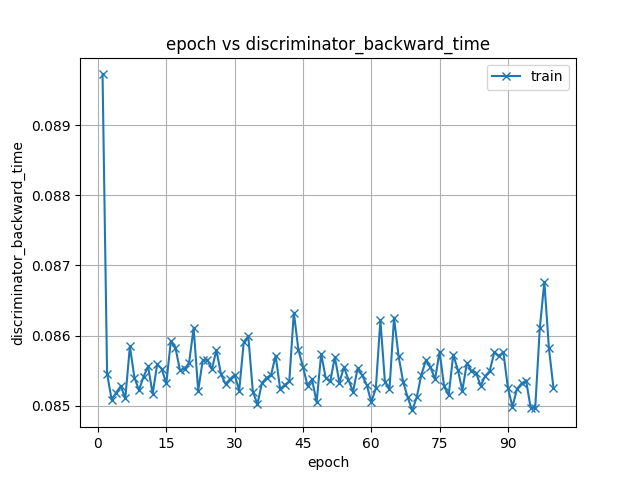 epoch vs discriminator_backward_time
train
discriminator_backward_time
0.089
0.088
0.087
0.086
0.085
0 15 30 45 60 75 90
epoch